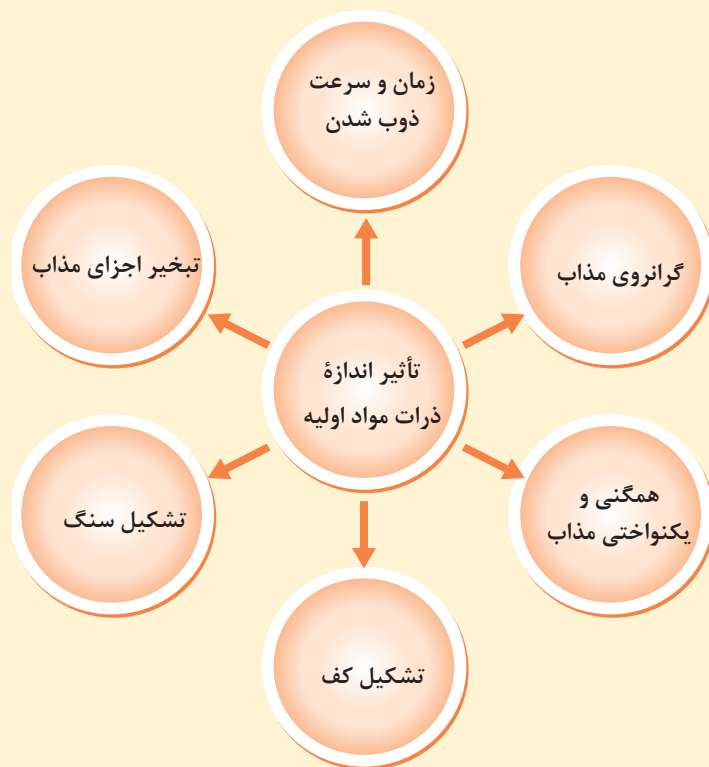 زمان و سرعت
ذوب شدن
گرانروی مذاب
تبخیر اجزای مذاب
تأثیر اندازهٔ
ذرات مواد اولیه
همگنی و
یکنواختی مذاب
تشکیل سنگ
تشکیل کف